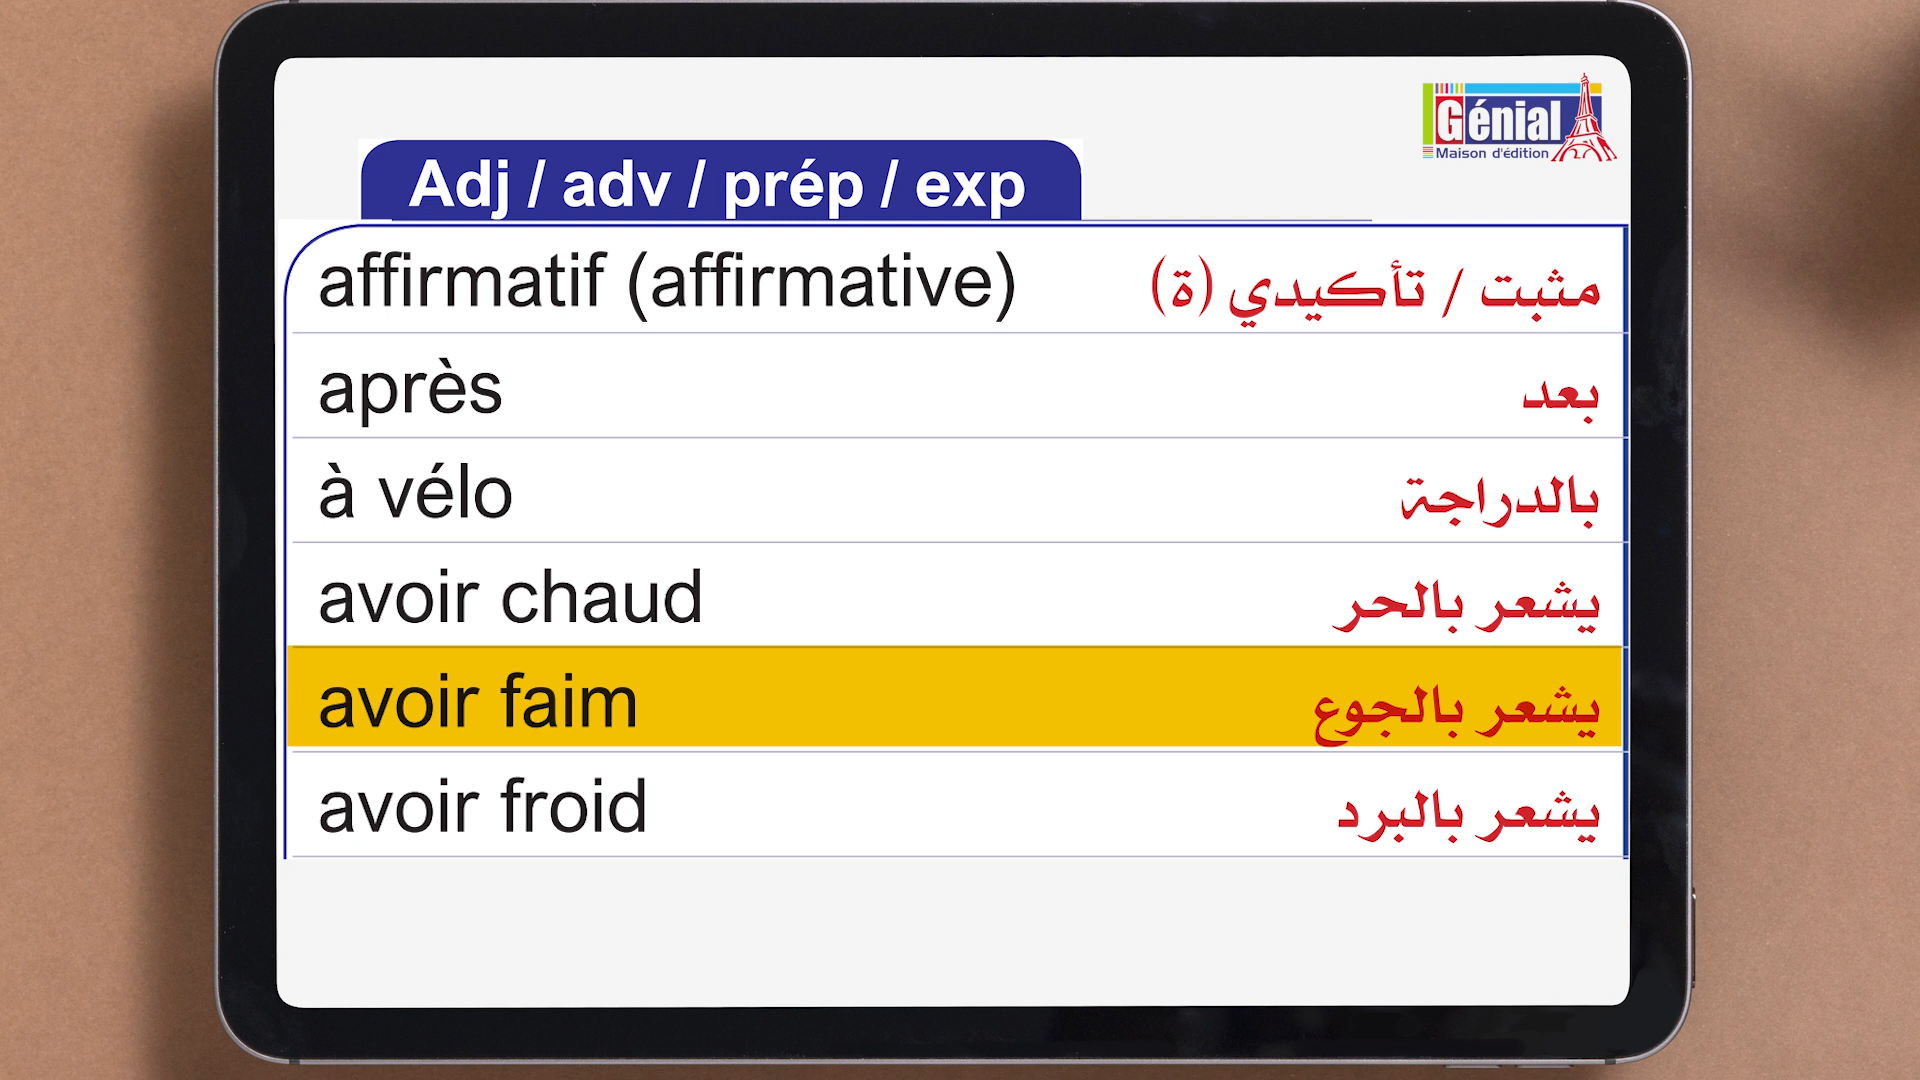 Génial
Maison d'édition
Adj / adv / prép / exp
affirmatif (affirmative) مثبت / تأكيدي (ة)
après بعد
à vélo بالدراجة
avoir chaud يشعر بالحر
avoir faim يشعر بالجوع
avoir froid يشعر بالبرد